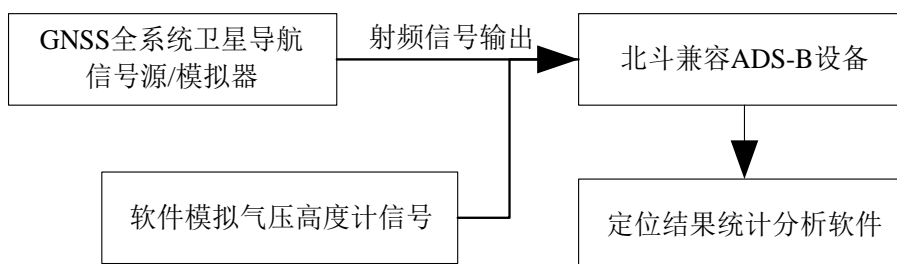 GNSS全系统卫星导航
信号源/模拟器
射频信号输出
北斗兼容ADS-B设备
软件模拟气压高度计信号
定位结果统计分析软件